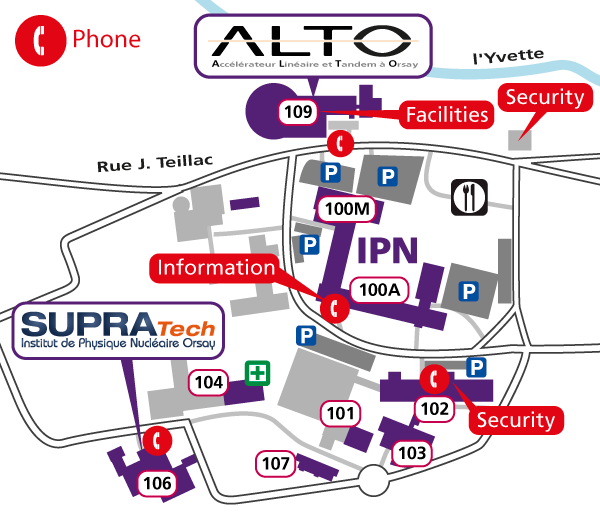 Phone
ALTO
Accélérateur Linéaire et Tandem à Orsay
l'Yvette
Security
109
Facilities
Rue J. Teillac
P
P
100M
P
IPN
Information
100A
P
SUPRATech
Institut de Physique Nucléaire Orsay
P
P
104
102
101
Security
103
107
106